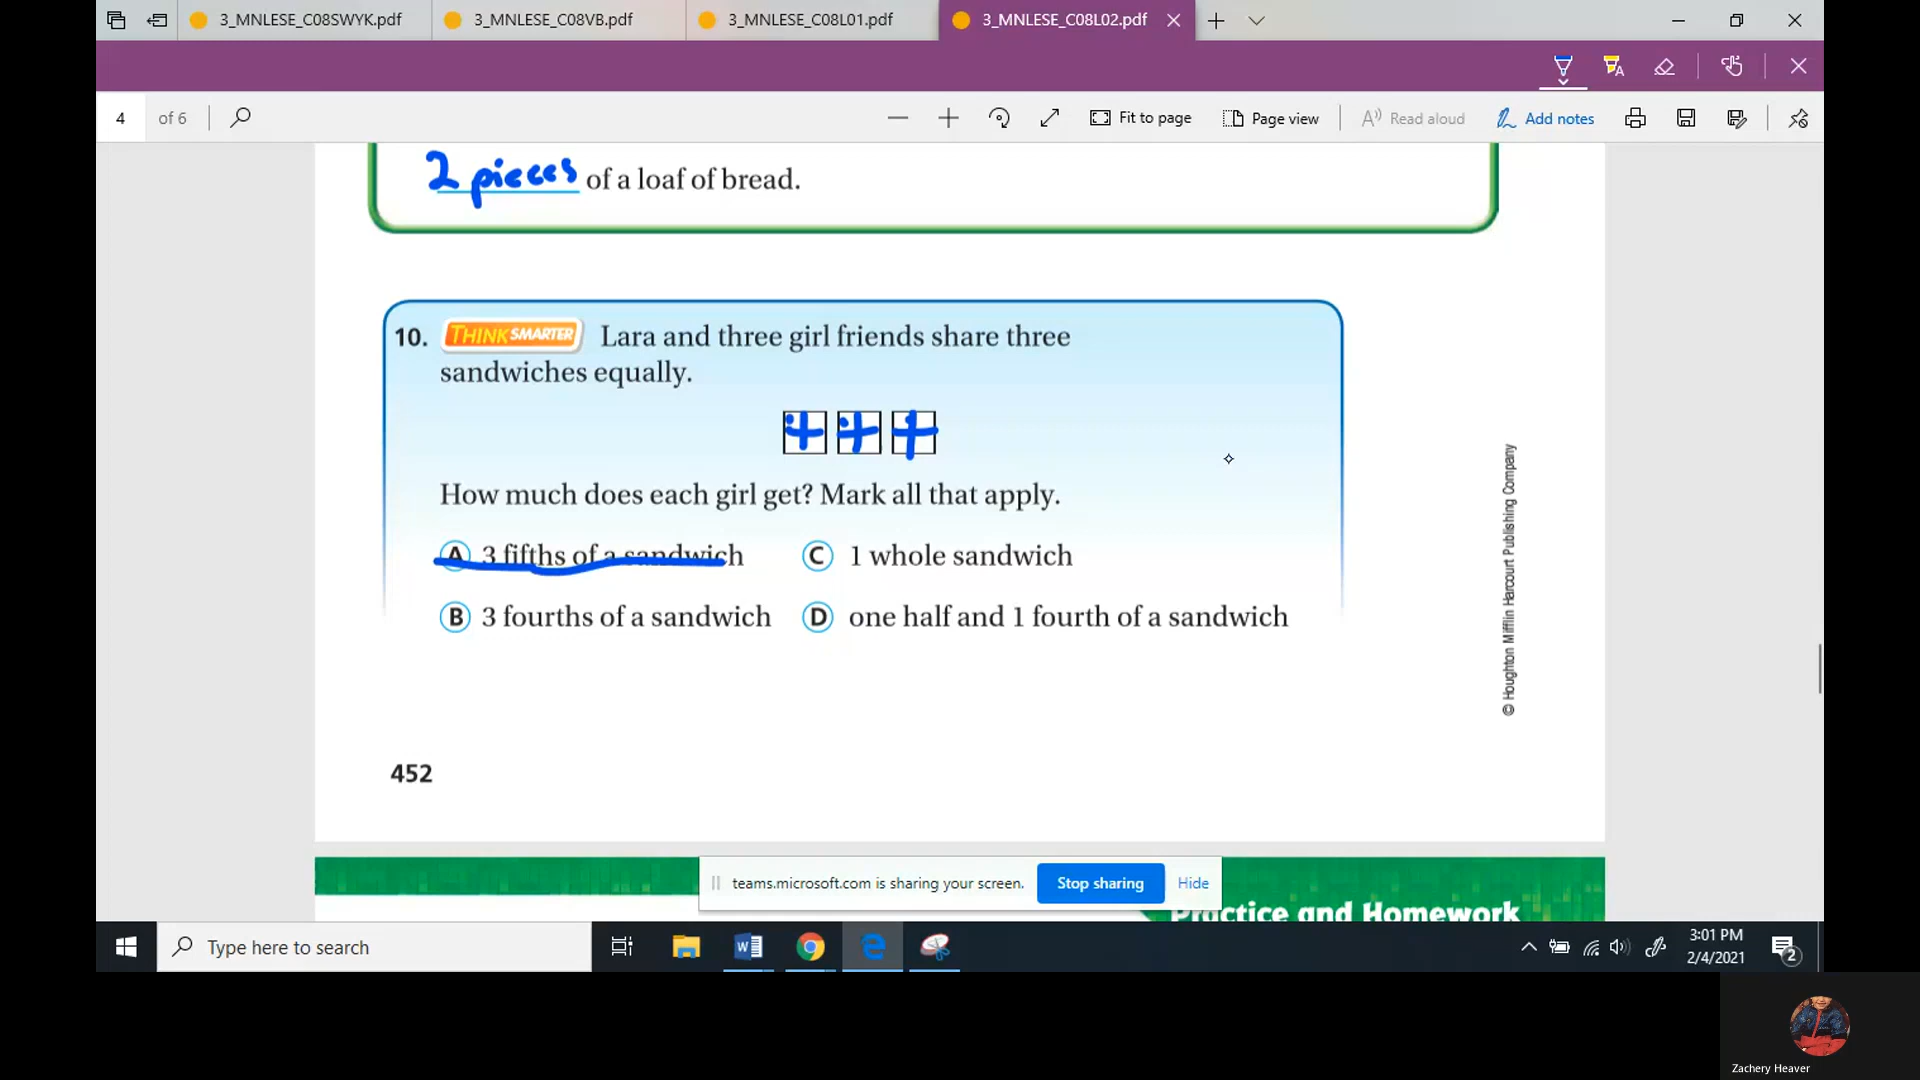 3_MNLESE_C08SWYK.pdf 3_MNLESE_C08VB.pdf 3_MNLESE_C08L01.pdf 3_MNLESE_C08L02.pdf
4 of 6 Fit to page Page view Read aloud Add notes
2 pieces of a loaf of bread.
10. THINK SMARTER Lara and three girl friends share three
sandwiches equally.
How much does each girl get? Mark all that apply.
A 3 fifths of a sandwich C 1 whole sandwich
B 3 fourths of a sandwich D one half and 1 fourth of a sandwich
© Houghton Mifflin Harcourt Publishing Company
452
teams.microsoft.com is sharing your screen. Stop sharing Hide
Practice and Homework
Type here to search
3:01 PM
2/4/2021
2
Zachery Heaver